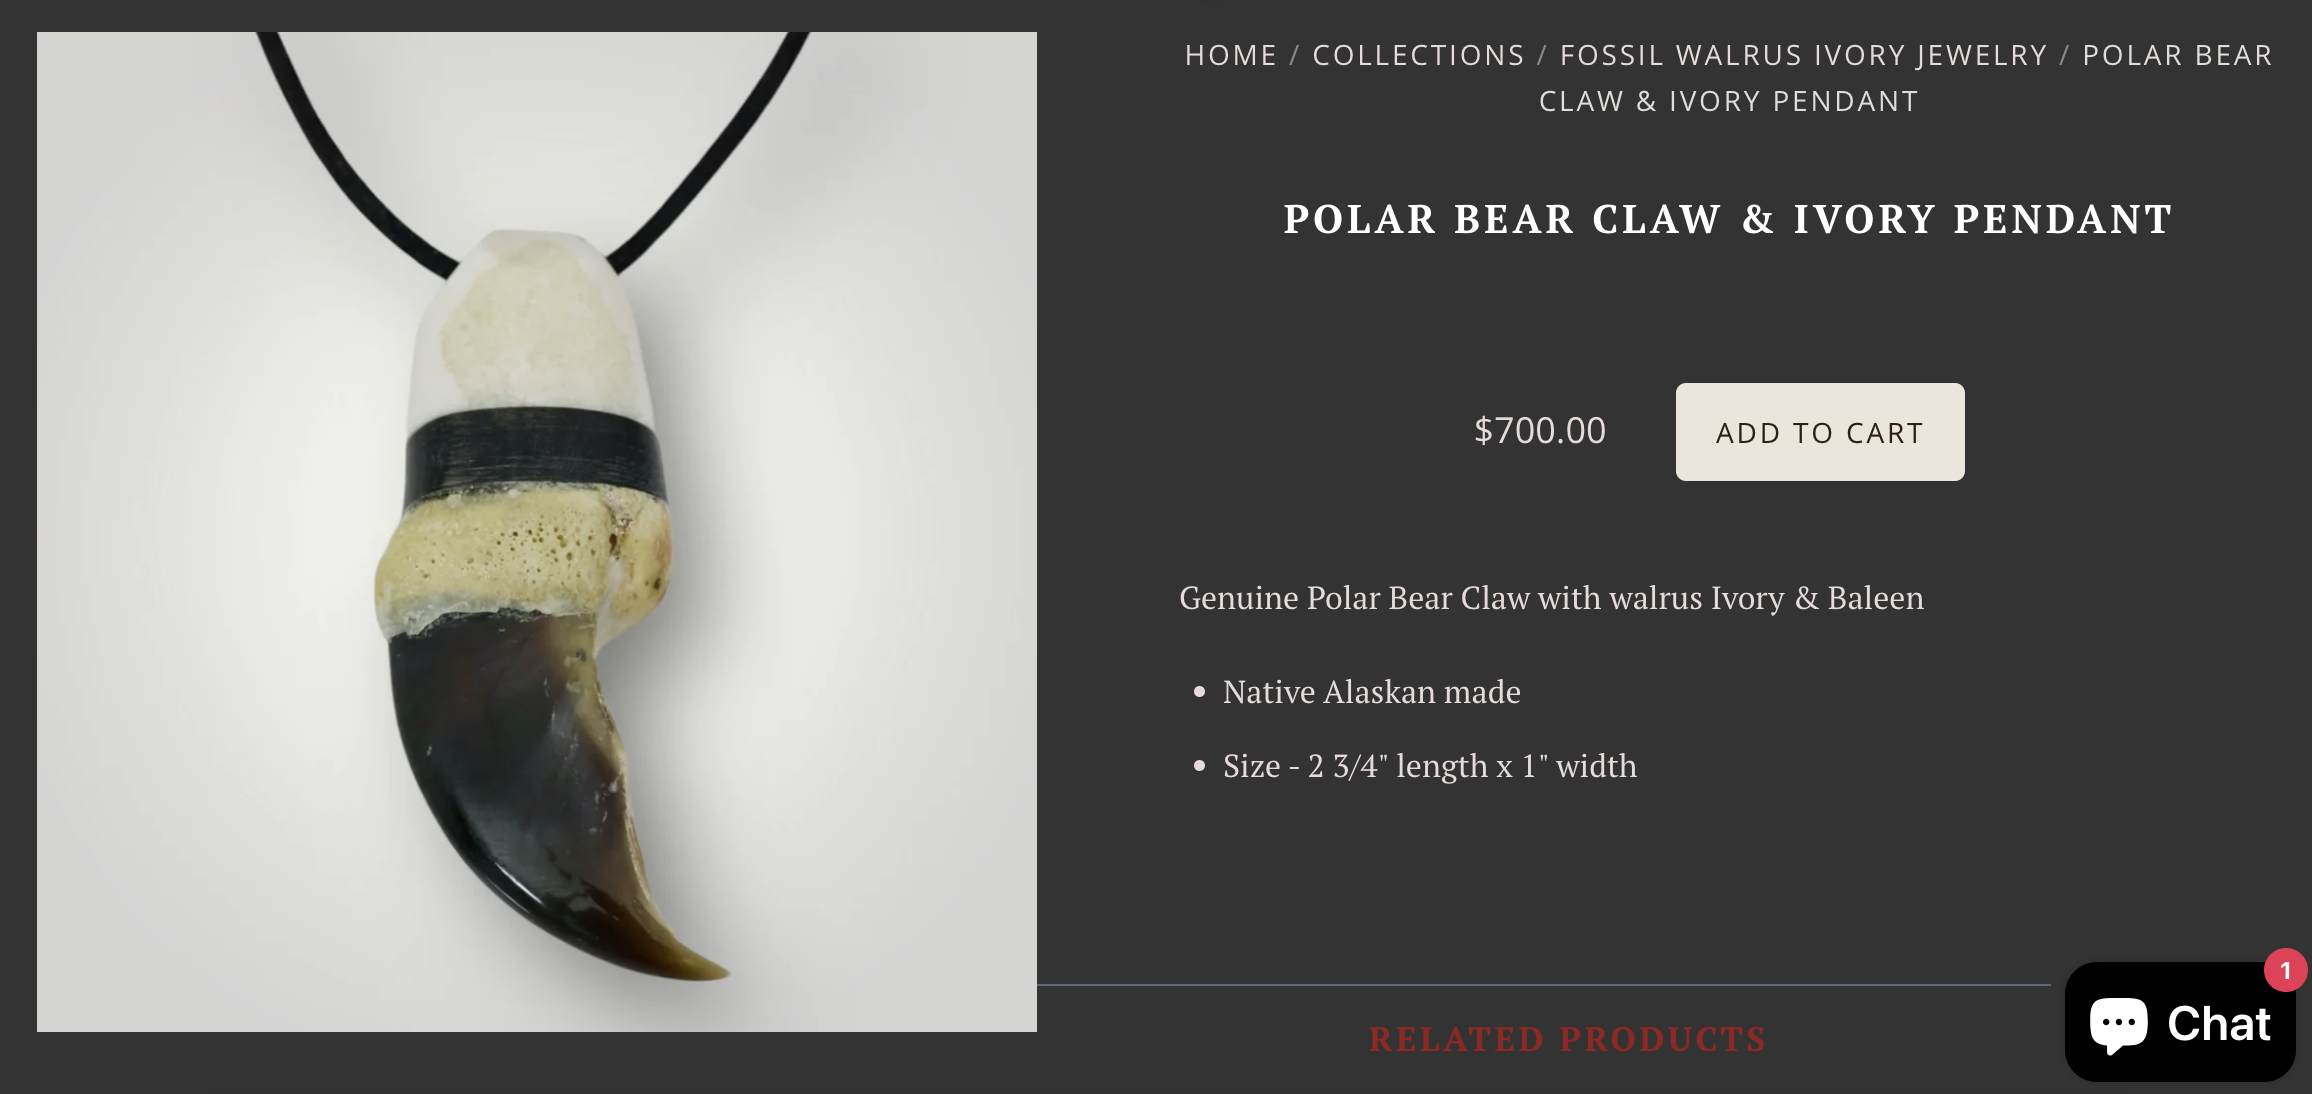 HOME / COLLECTIONS / FOSSIL WALRUS IVORY JEWELRY / POLAR BEAR
CLAW & IVORY PENDANT
POLAR BEAR CLAW & IVORY PENDANT
$700.00
ADD TO CART
Genuine Polar Bear Claw with walrus Ivory & Baleen
• Native Alaskan made
• Size - 2 3/4" length x 1" width
RELATED PRODUCTS
1
Chat